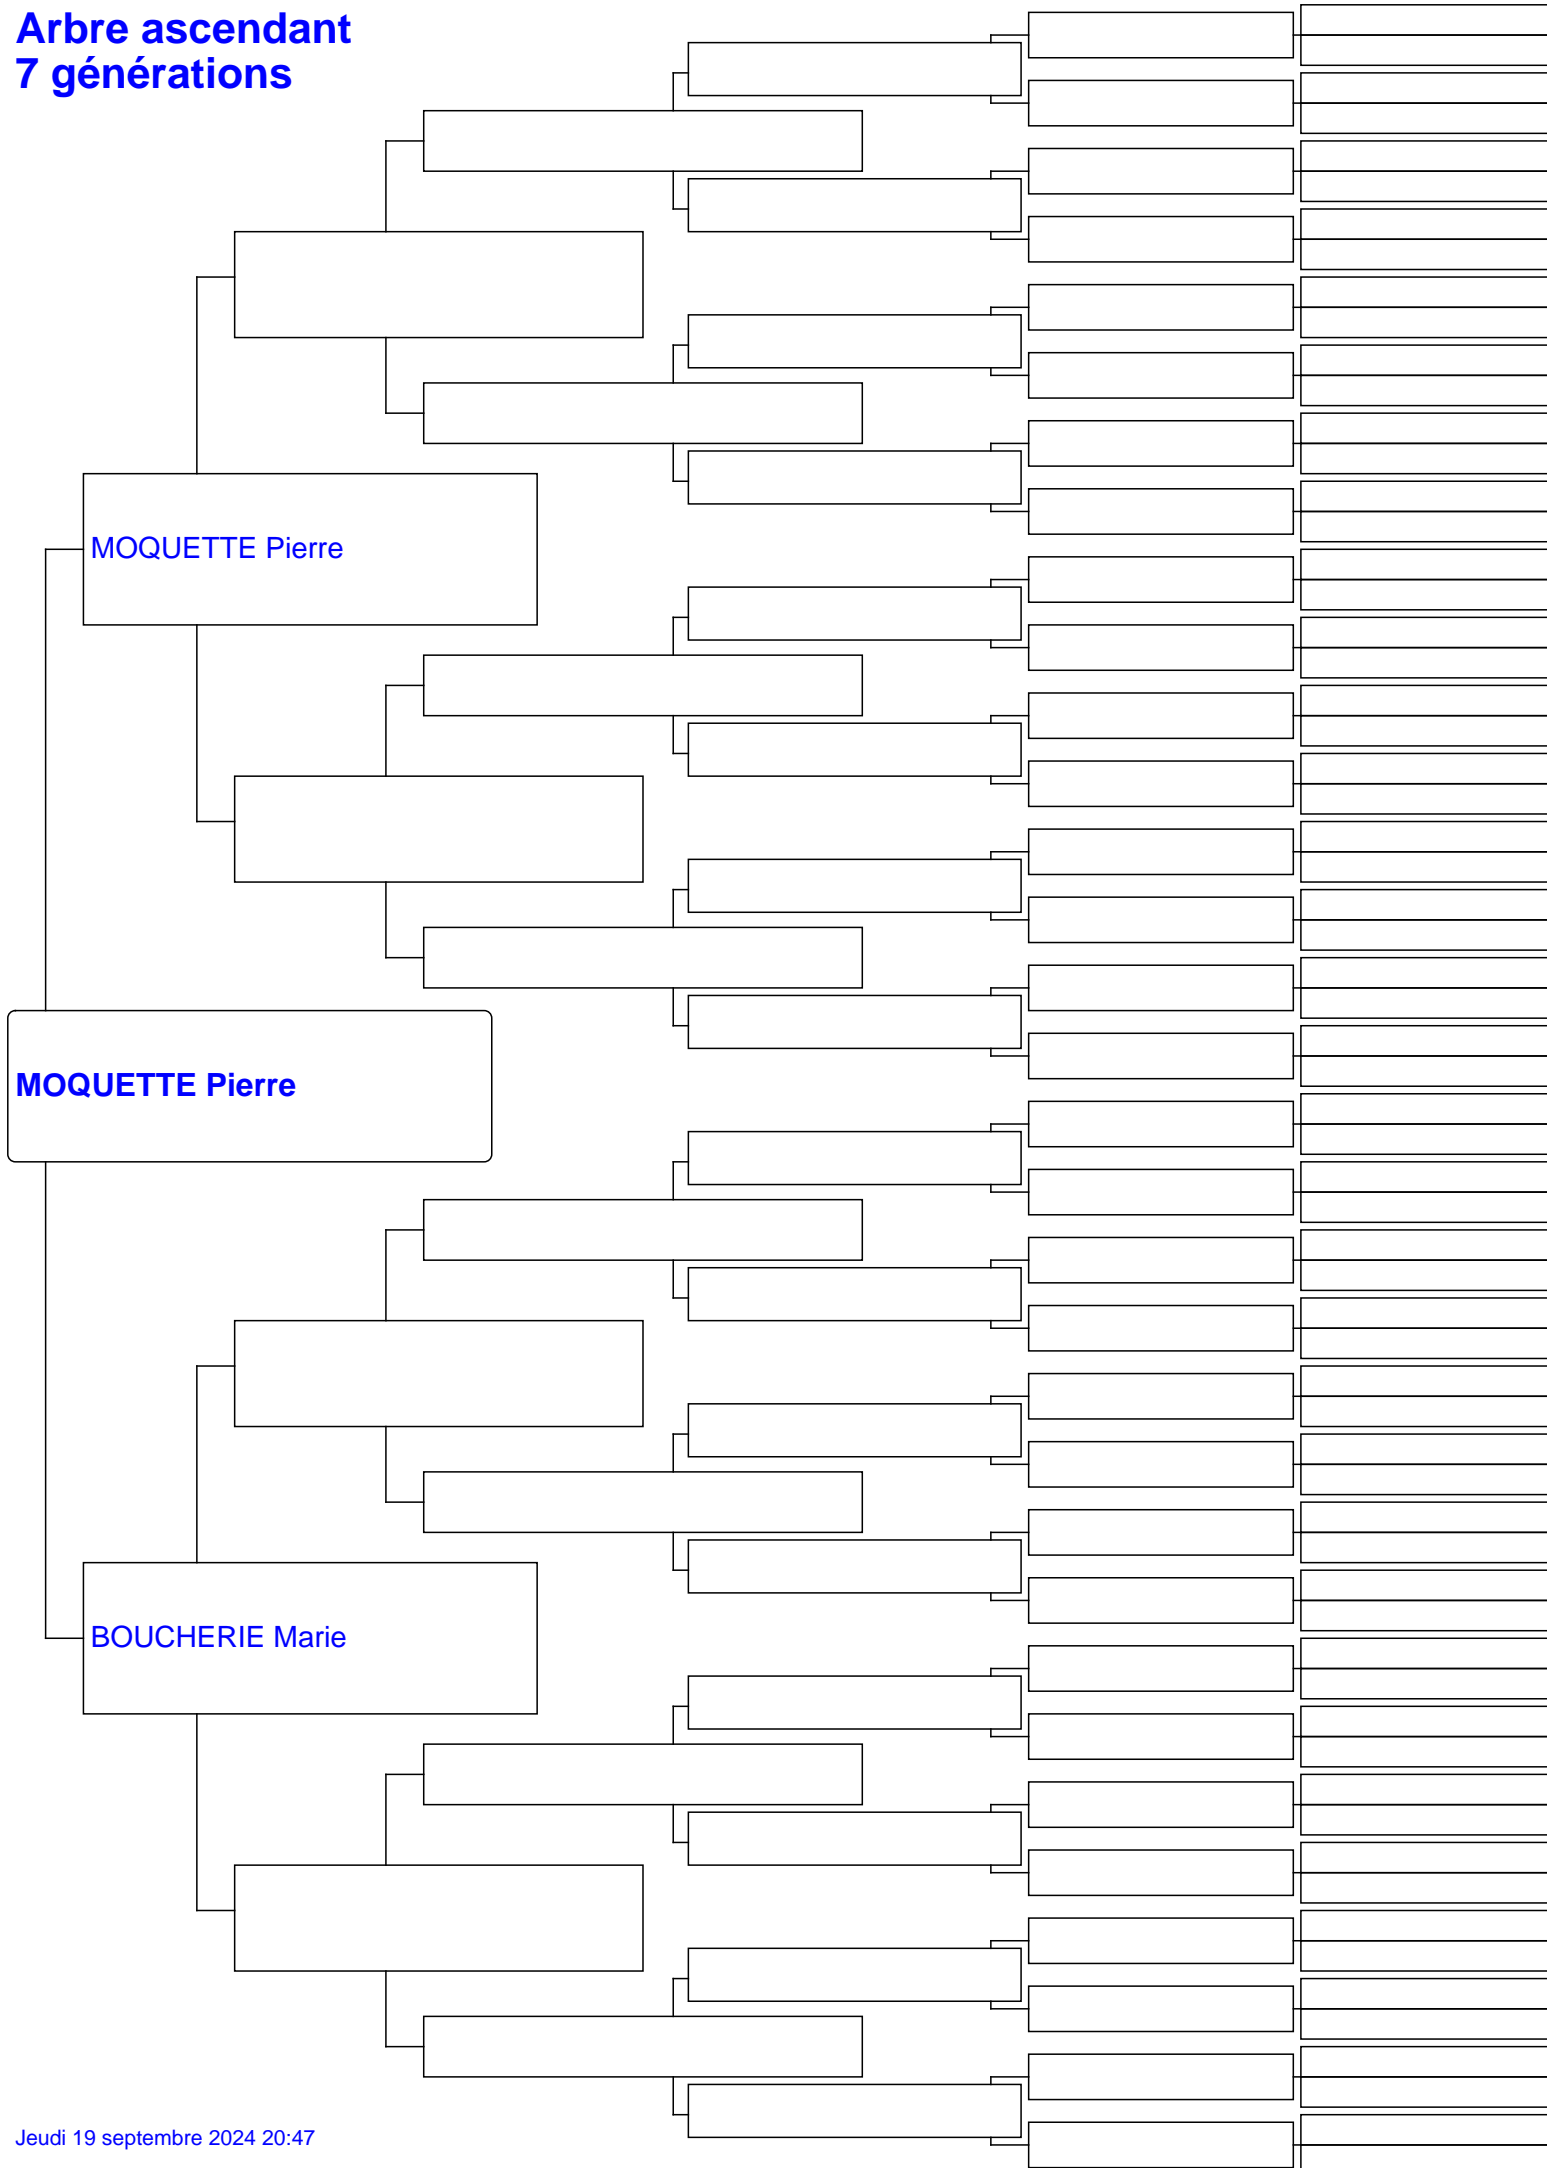 Arbre ascendant
7 générations
MOQUETTE Pierre
MOQUETTE Pierre
BOUCHERIE Marie
Jeudi 19 septembre 2024 20:47